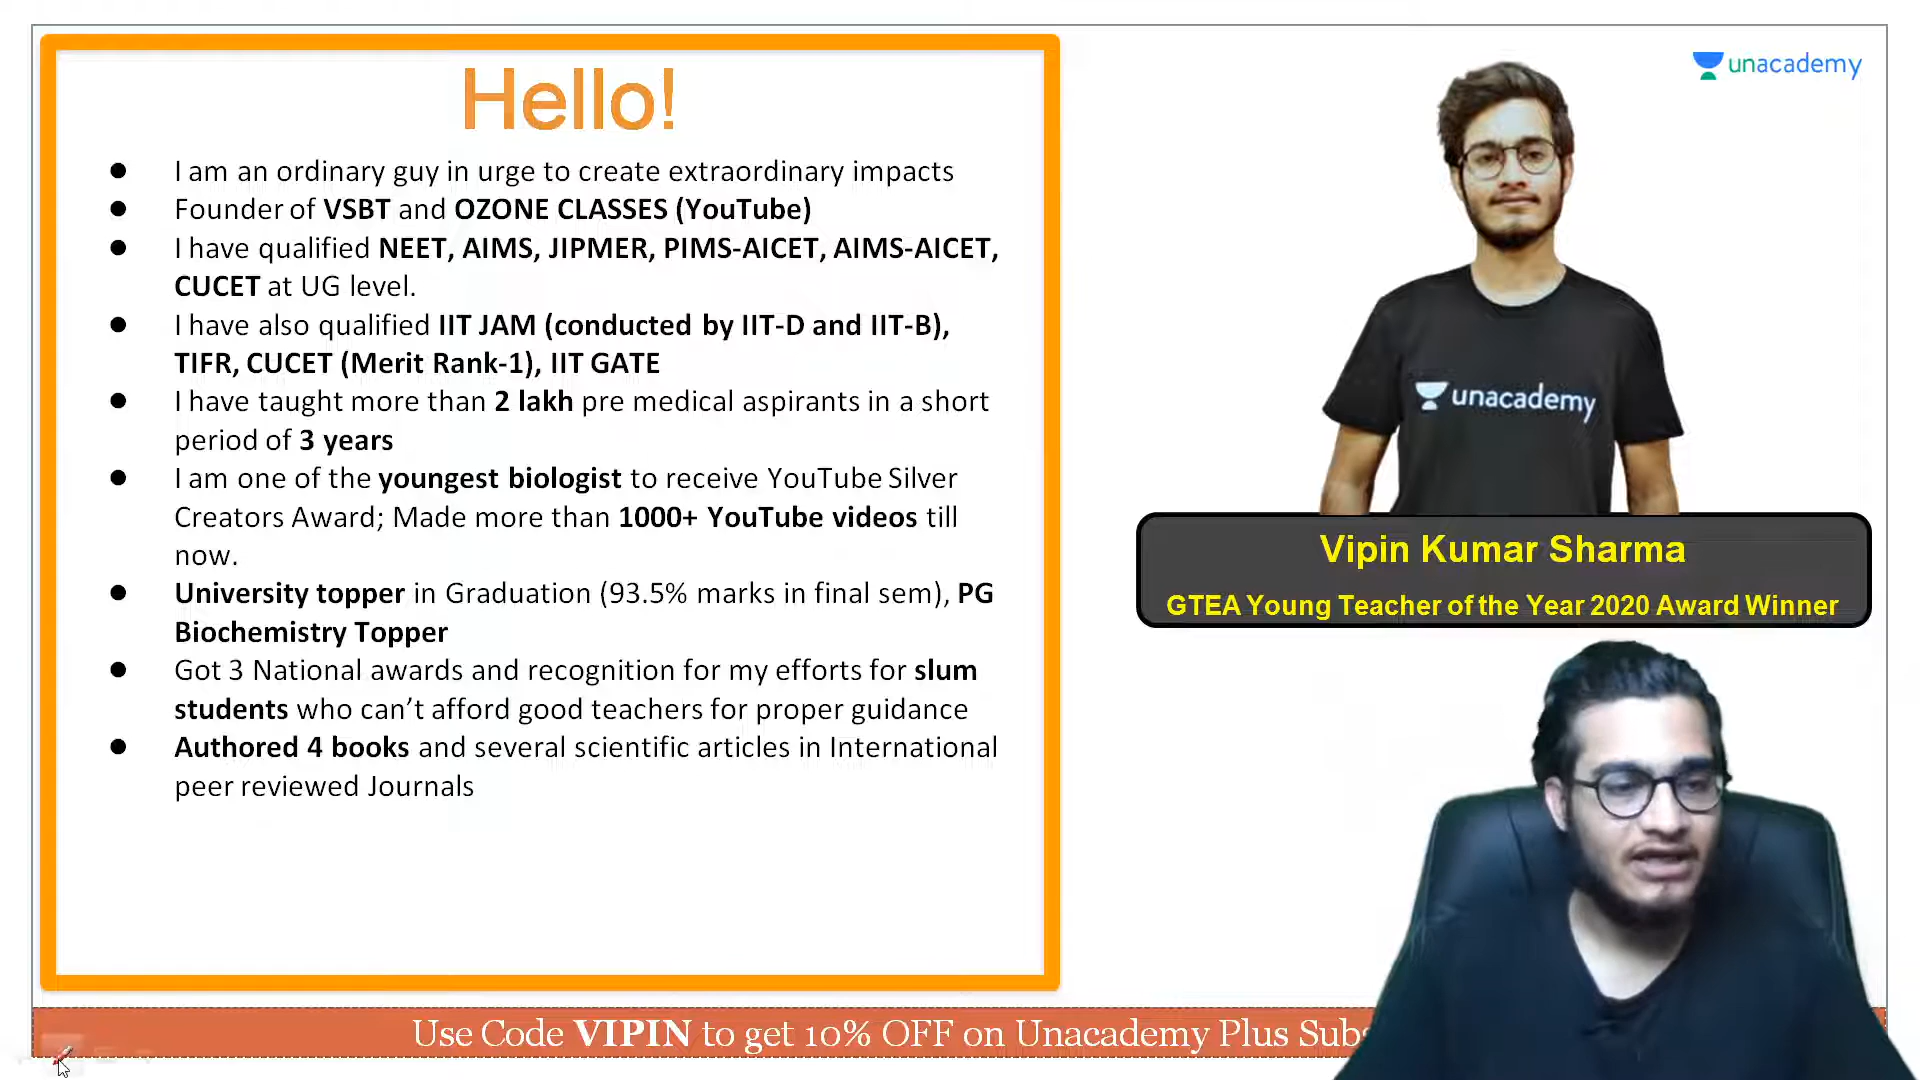 Hello!
I am an ordinary guy in urge to create extraordinary impacts
Founder of VSBT and OZONE CLASSES (YouTube)
I have qualified NEET, AIMS, JIPMER, PIMS-AICET, AIMS-AICET,
CUCET at UG level.
I have also qualified IIT JAM (conducted by IIT-D and IIT-B),
TIFR, CUCET (Merit Rank-1), IIT GATE
I have taught more than 2 lakh pre medical aspirants in a short
period of 3 years
I am one of the youngest biologist to receive YouTube Silver
Creators Award; Made more than 1000+ YouTube videos till
now.
University topper in Graduation (93.5% marks in final sem), PG
Biochemistry Topper
Got 3 National awards and recognition for my efforts for slum
students who can’t afford good teachers for proper guidance
Authored 4 books and several scientific articles in International
peer reviewed Journals
unacademy
unacademy
Vipin Kumar Sharma
GTEA Young Teacher of the Year 2020 Award Winner
Use Code VIPIN to get 10% OFF on Unacademy Plus